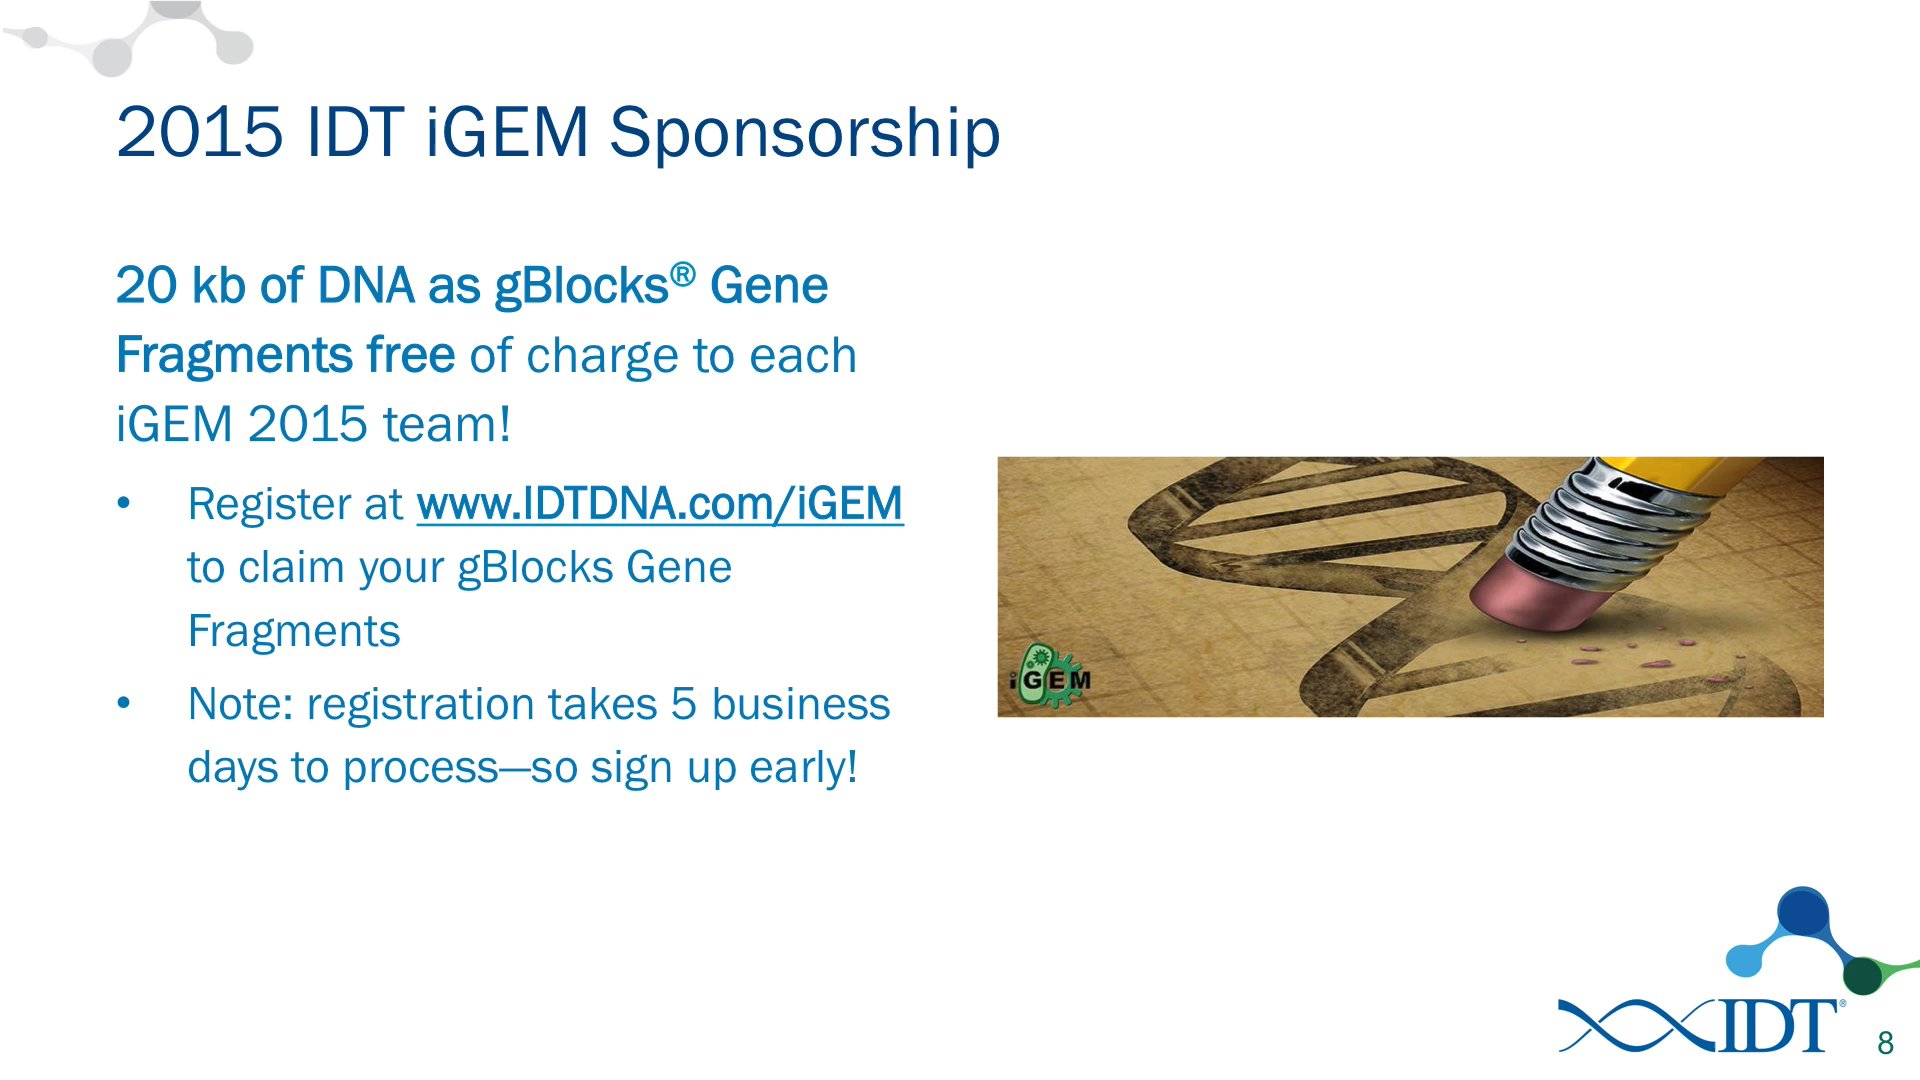 2015 IDT iGEM Sponsorship
20 kb of DNA as gBlocks® Gene
Fragments free of charge to each
iGEM 2015 team!
• Register at www.IDTDNA.com/iGEM
to claim your gBlocks Gene
Fragments
• Note: registration takes 5 business
days to process—so sign up early!
iGEM
IDT®
8